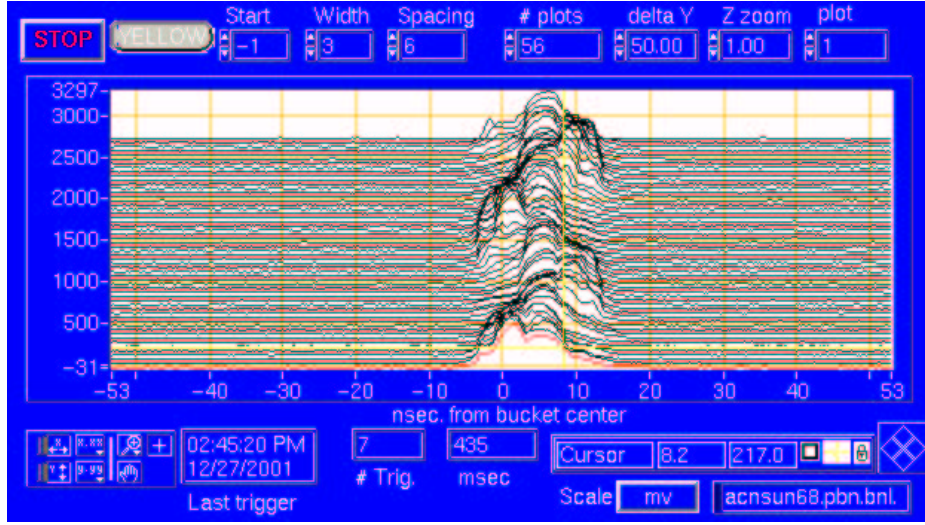 Start Width Spacing # plots delta Y Z zoom plot
STOP YELLOW -1 3 6 56 50.00 1.00 1
3297-
3000-
2500-
2000-
1500-
1000-
500-
-31-
-53 -40 -30 -20 -10 0 10 20 30 40 53
nsec. from bucket center
02:45:20 PM
12/27/2001
Last trigger
7 435
# Trig. msec
Cursor 8.2 217.0
Scale mv acnsun68.pbn.bnl.
X.XX
Y.YY